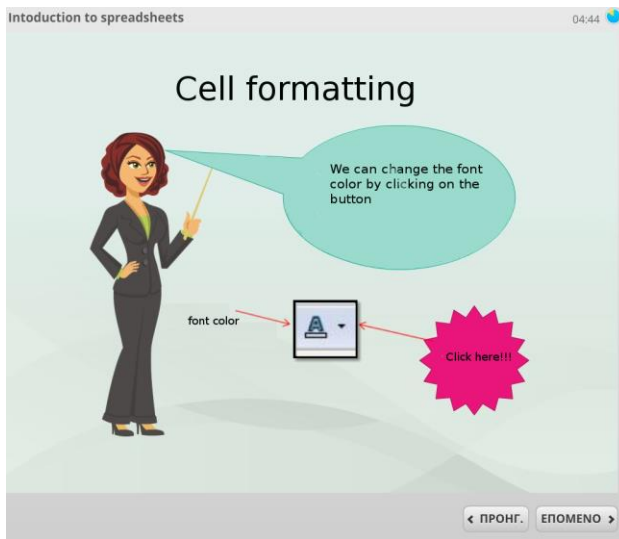 Intoduction to spreadsheets
04:44
Cell formatting
We can change the font
color by clicking on the
button
font color
A
Click here!!!
ΠΡΟΗΓ.
ΕΠΟΜΕΝΟ